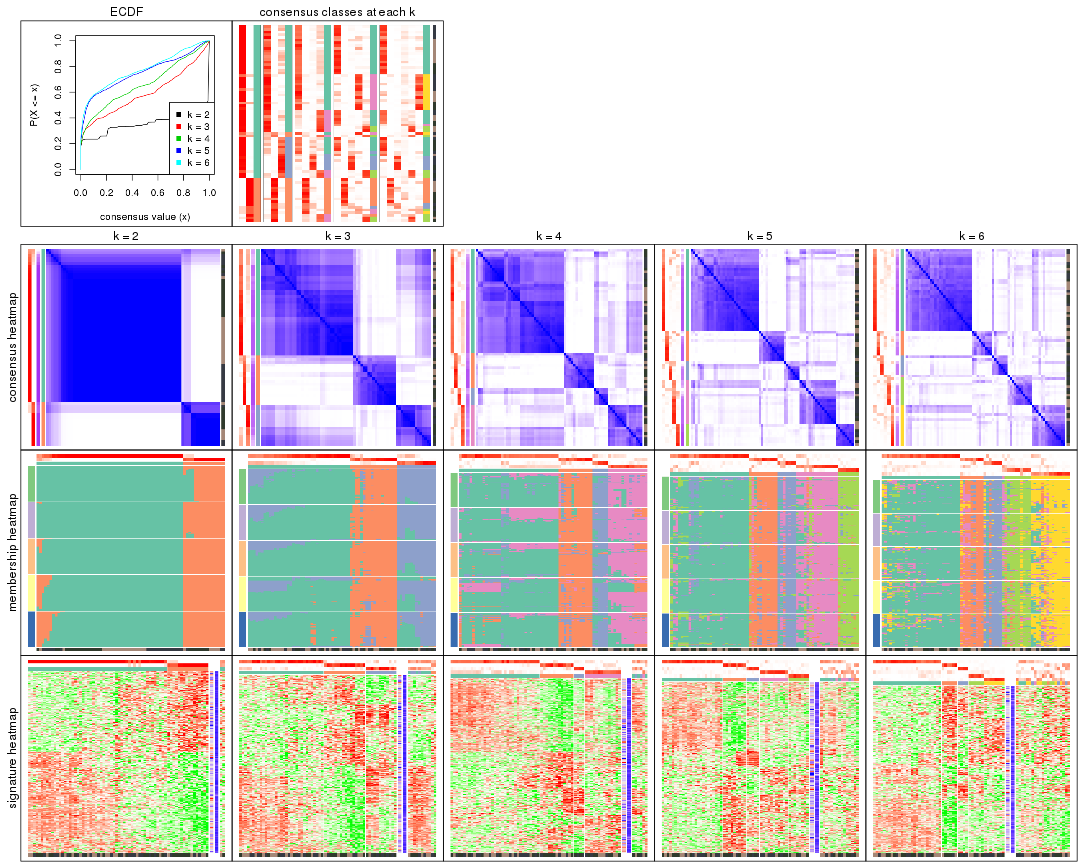 ECDF
consensus classes at each k
P(X <= x)
0.0 0.2 0.4 0.6 0.8 1.0
k = 2
k = 3
k = 4
k = 5
k = 6
0.0 0.2 0.4 0.6 0.8 1.0
consensus value (x)
k = 2 k = 3 k = 4 k = 5 k = 6
consensus heatmap
membership heatmap
signature heatmap